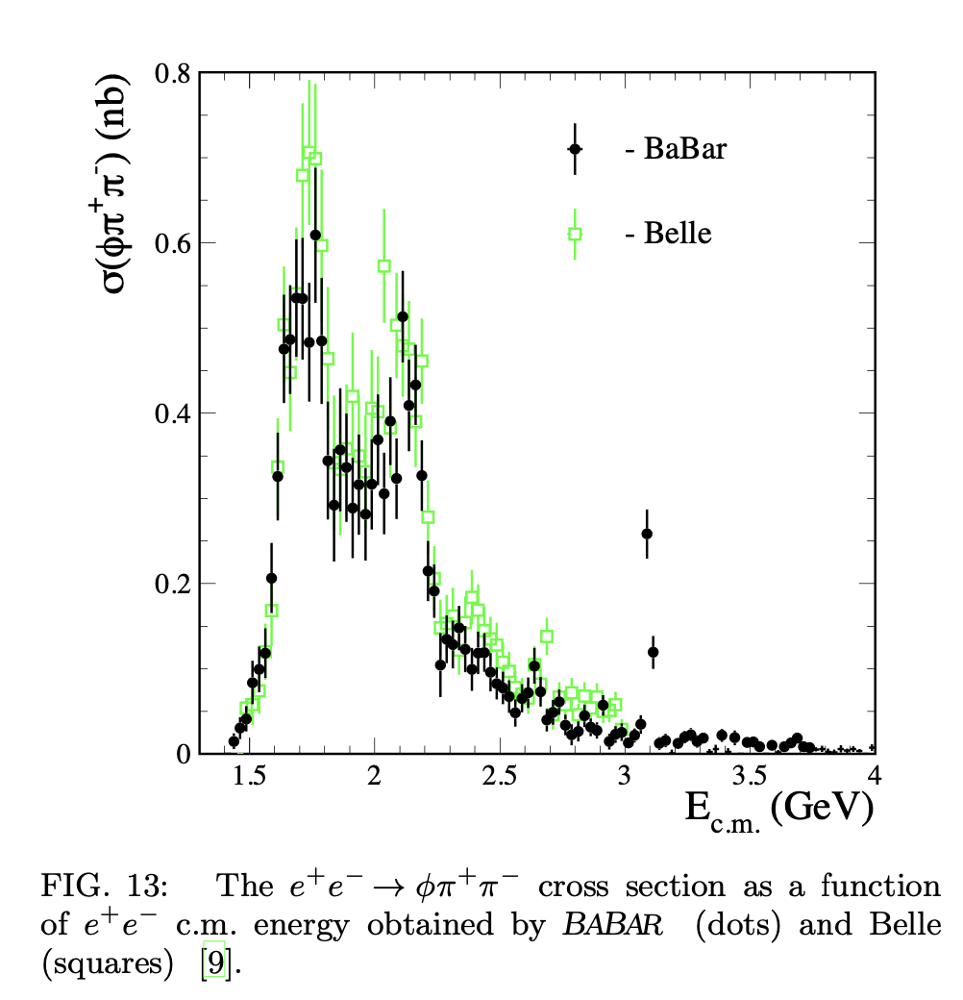 0.8
σ(ϕπ⁺π⁻) (nb)
- BaBar
0.6
- Belle
0.4
0.2
0
1.5 2 2.5 3 3.5 4
E_c.m. (GeV)
FIG. 13: The e⁺e⁻ → ϕπ⁺π⁻ cross section as a function
of e⁺e⁻ c.m. energy obtained by BABAR (dots) and Belle
(squares) [9].